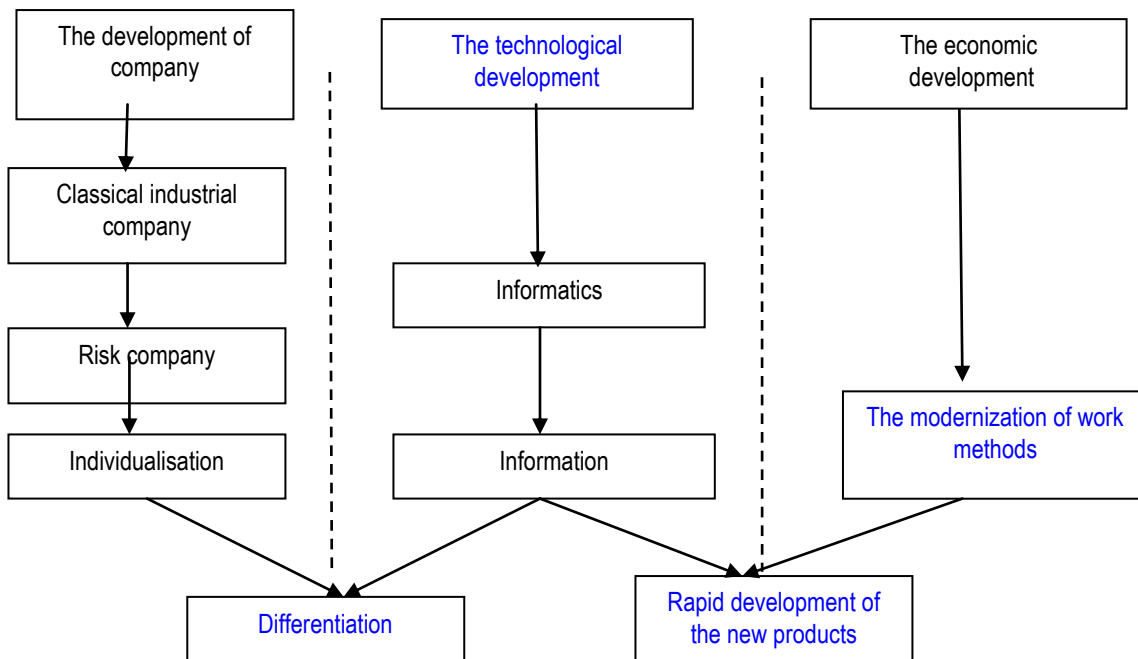 The development of
company
The technological
development
The economic
development
Classical industrial
company
Informatics
Risk company
The modernization of work
methods
Individualisation
Information
Differentiation
Rapid development of
the new products